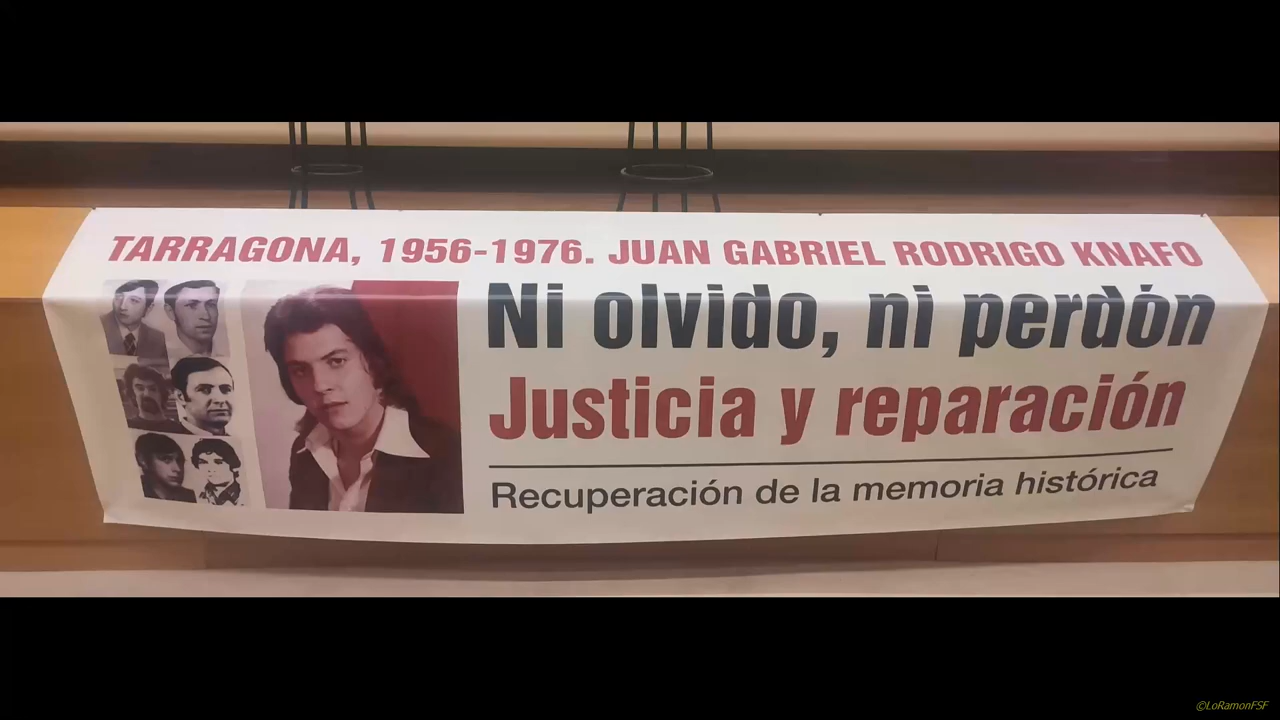 TARRAGONA, 1956-1976. JUAN GABRIEL RODRIGO KNAFO
Ni olvido, ni perdón
Justicia y reparación
Recuperación de la memoria histórica
©LoRamonFSF